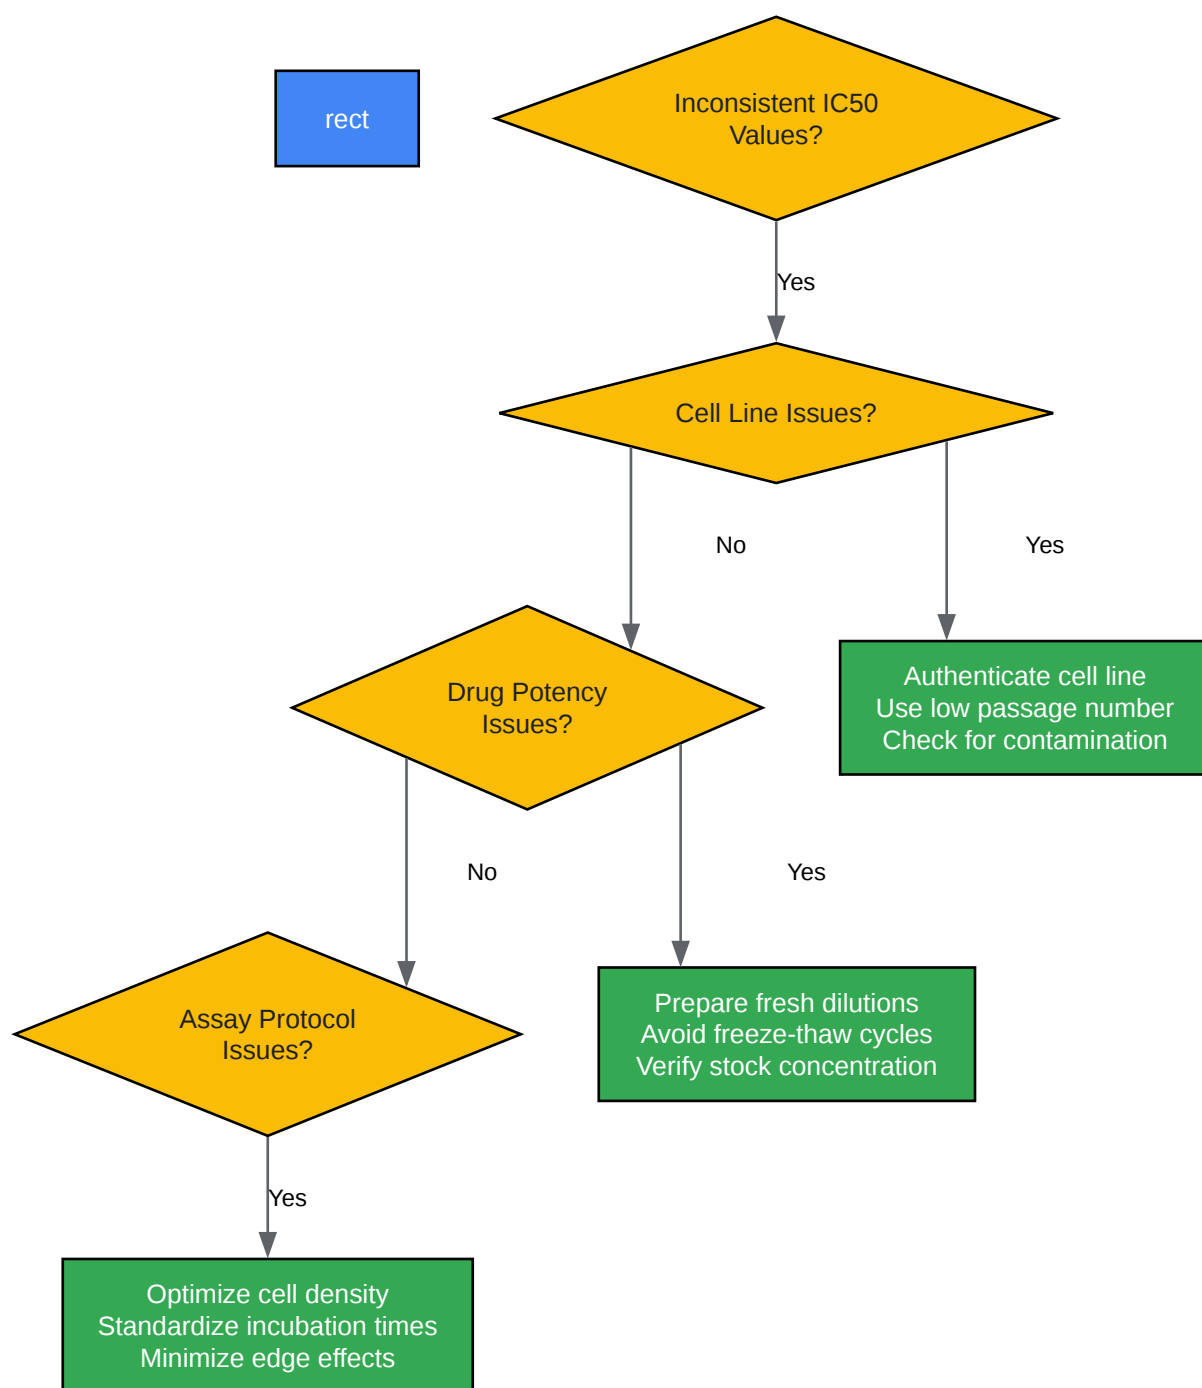 rect
Inconsistent IC50
Values?
Yes
Cell Line Issues?
No
Yes
Authenticate cell line
Use low passage number
Check for contamination
Drug Potency
Issues?
No
Yes
Prepare fresh dilutions
Avoid freeze-thaw cycles
Verify stock concentration
Assay Protocol
Issues?
Yes
Optimize cell density
Standardize incubation times
Minimize edge effects